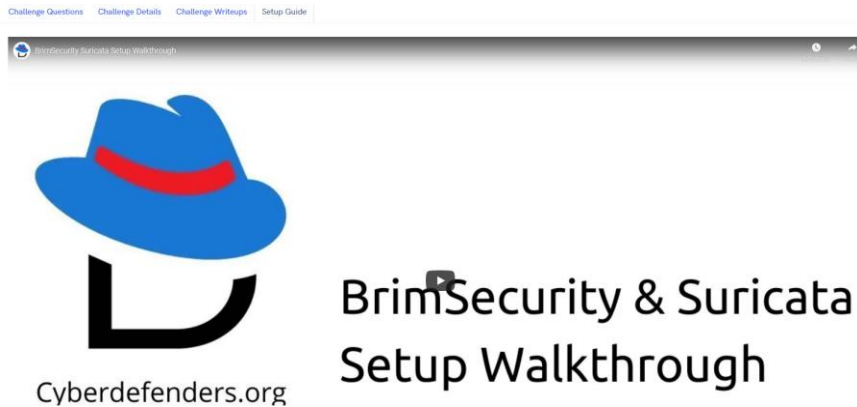 Challenge Questions Challenge Details Challenge Writeups Setup Guide
BrimSecurity Suricata Setup Walkthrough
BrimSecurity & Suricata
Setup Walkthrough
Cyberdefenders.org